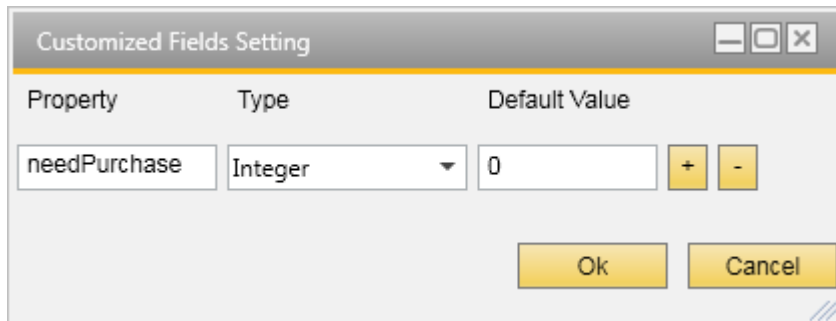 Customized Fields Setting
Property Type Default Value
needPurchase Integer 0 + -
Ok Cancel